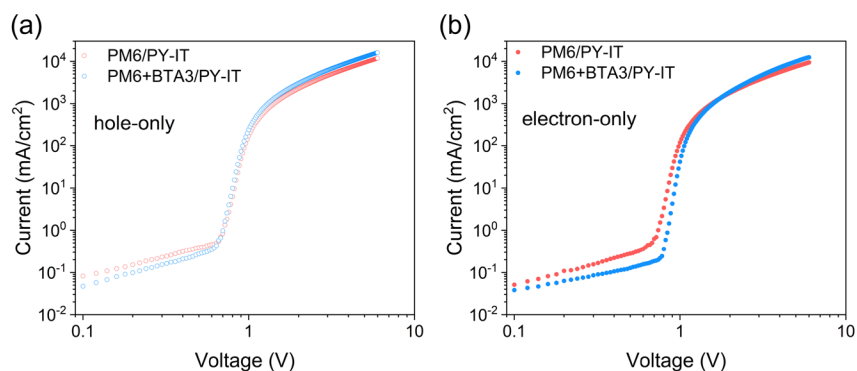 (a)
PM6/PY-IT
PM6+BTA3/PY-IT
hole-only
Current (mA/cm²)
10⁴
10³
10²
10¹
10⁰
10⁻¹
10⁻²
0.1
1
10
Voltage (V)
(b)
PM6/PY-IT
PM6+BTA3/PY-IT
electron-only
Current (mA/cm²)
10⁴
10³
10²
10¹
10⁰
10⁻¹
10⁻²
0.1
1
10
Voltage (V)